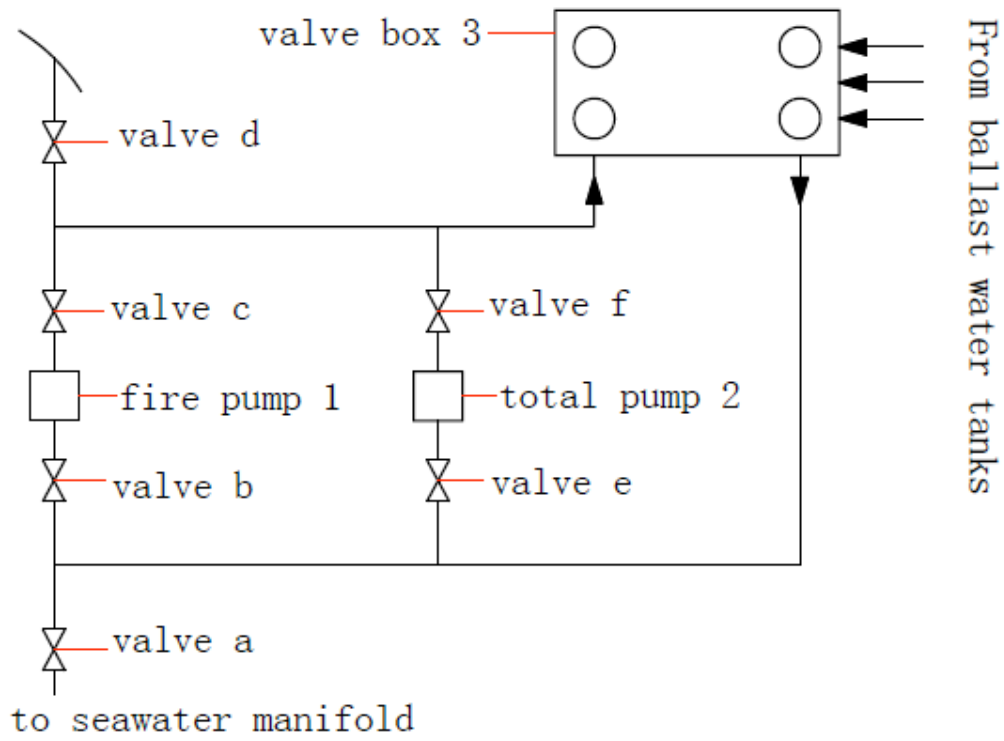 valve box 3
From ballast water tanks
valve d
valve c
valve f
fire pump 1
total pump 2
valve b
valve e
valve a
to seawater manifold